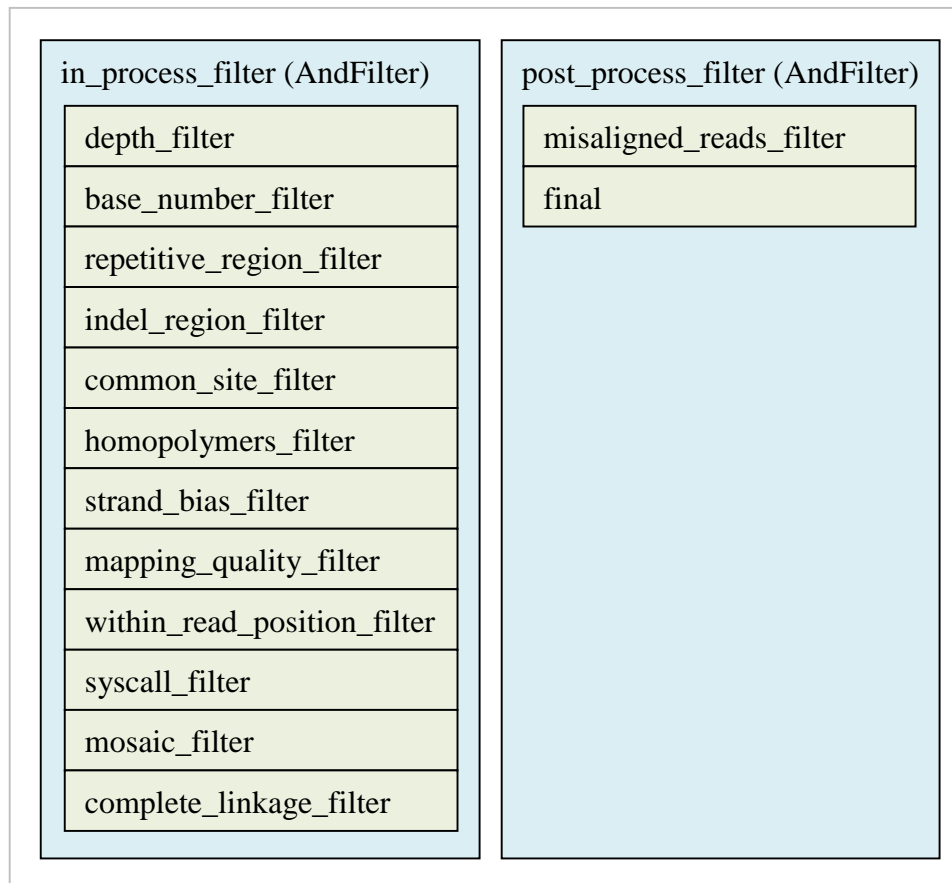 in_process_filter (AndFilter)
depth_filter
base_number_filter
repetitive_region_filter
indel_region_filter
common_site_filter
homopolymers_filter
strand_bias_filter
mapping_quality_filter
within_read_position_filter
syscall_filter
mosaic_filter
complete_linkage_filter
post_process_filter (AndFilter)
misaligned_reads_filter
final